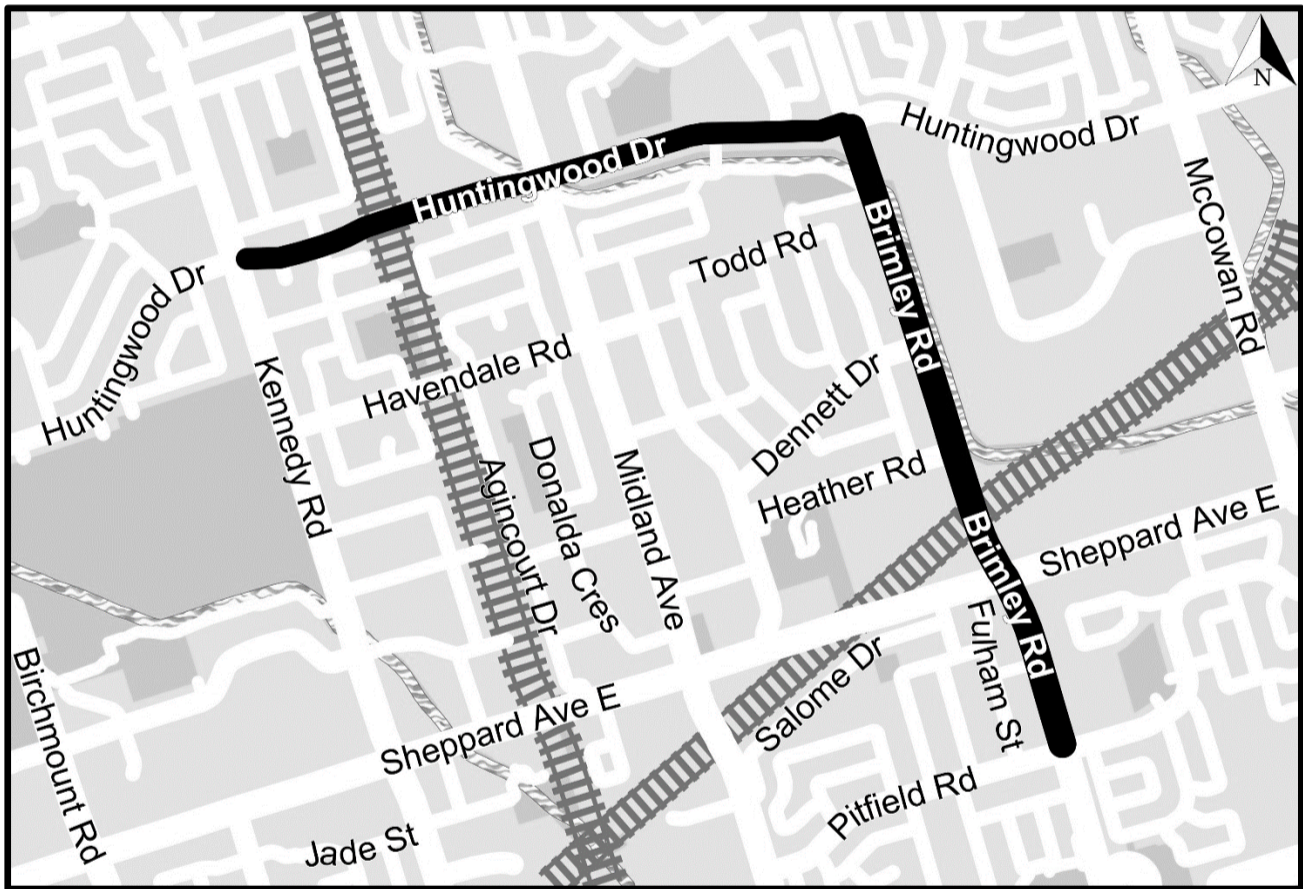 N
Huntingwood Dr
Huntingwood Dr
McCowan Rd
Brimley Rd
Todd Rd
Huntingwood Dr
Havendale Rd
Kennedy Rd
Dennett Dr
Heather Rd
Donalda Cres
Midland Ave
Agincourt Dr
Sheppard Ave E
Brimley Rd
Fulham St
Salome Dr
Birchmount Rd
Sheppard Ave E
Pitfield Rd
Jade St